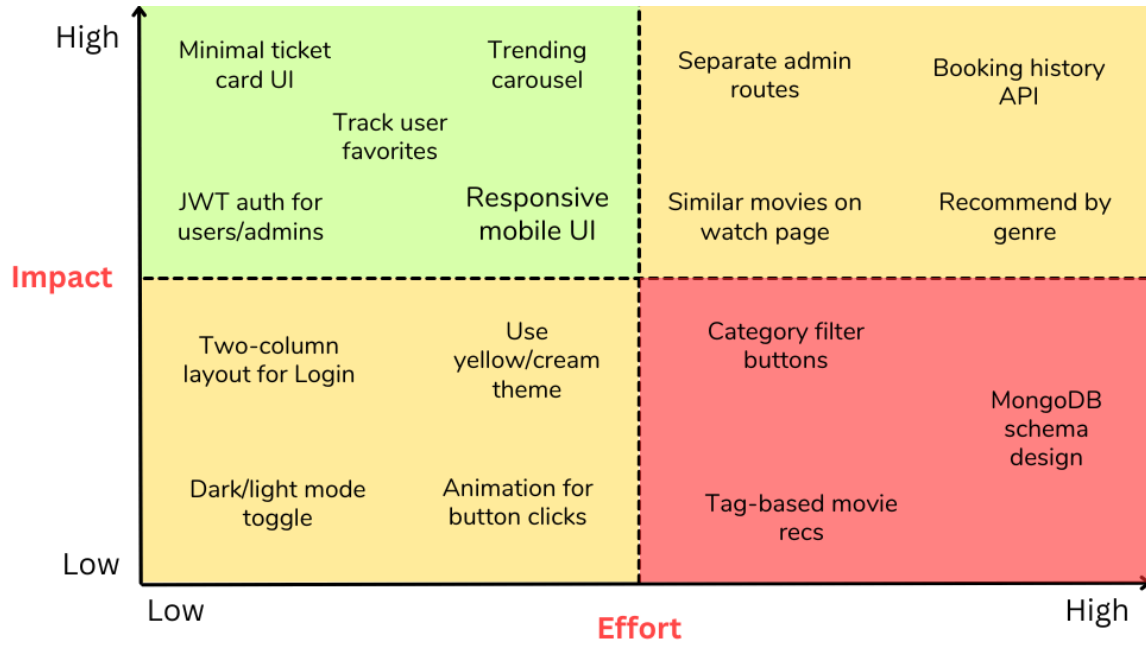 High
Minimal ticket
card UI
Trending
carousel
Track user
favorites
JWT auth for
users/admins
Responsive
mobile UI
Separate admin
routes
Booking history
API
Similar movies on
watch page
Recommend by
genre
Impact
Two-column
layout for Login
Use
yellow/cream
theme
Dark/light mode
toggle
Animation for
button clicks
Category filter
buttons
MongoDB
schema
design
Tag-based movie
recs
Low
Low
Effort
High